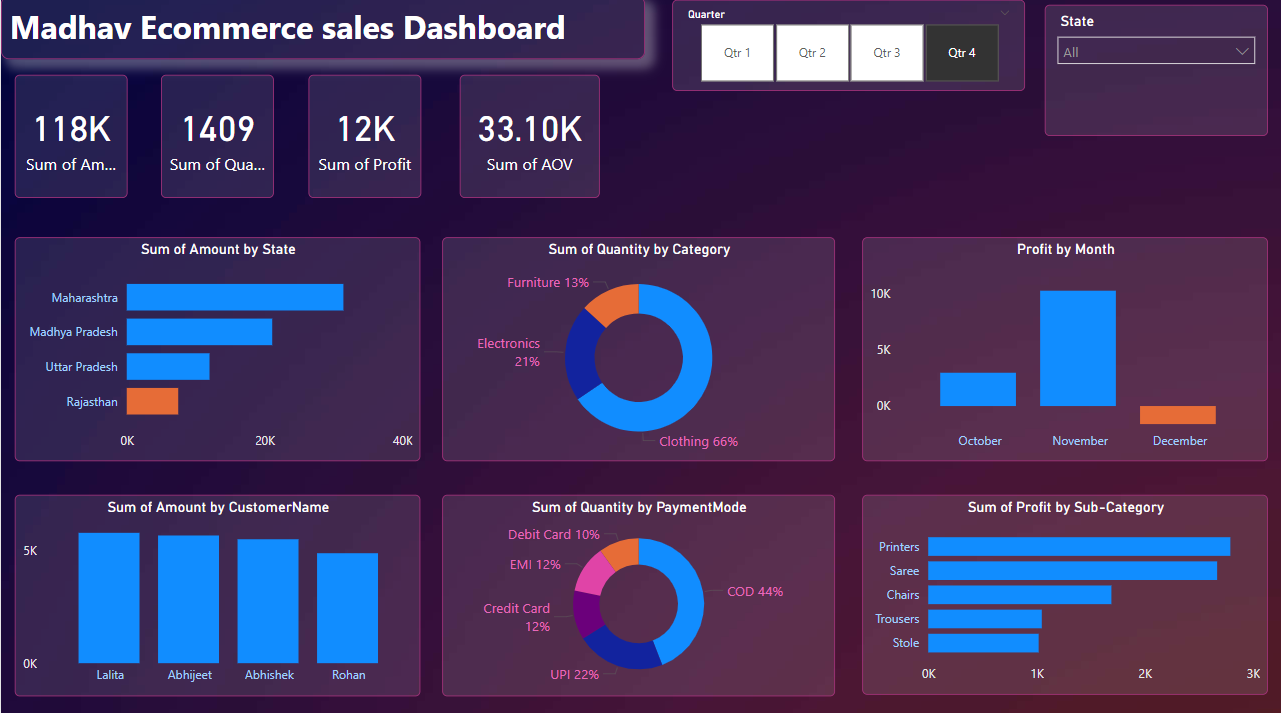 Madhav Ecommerce sales Dashboard
Quarter
Qtr 1
Qtr 2
Qtr 3
Qtr 4
State
All
118K
Sum of Am...
1409
Sum of Qua...
12K
Sum of Profit
33.10K
Sum of AOV
Sum of Amount by State
Maharashtra
Madhya Pradesh
Uttar Pradesh
Rajasthan
0K 20K 40K
Sum of Quantity by Category
Furniture 13%
Electronics
21%
Clothing 66%
Profit by Month
10K
5K
0K
October November December
Sum of Amount by CustomerName
5K
0K
Lalita Abhijeet Abhishek Rohan
Sum of Quantity by PaymentMode
Debit Card 10%
EMI 12%
Credit Card
12%
UPI 22%
COD 44%
Sum of Profit by Sub-Category
Printers
Saree
Chairs
Trousers
Stole
0K 1K 2K 3K